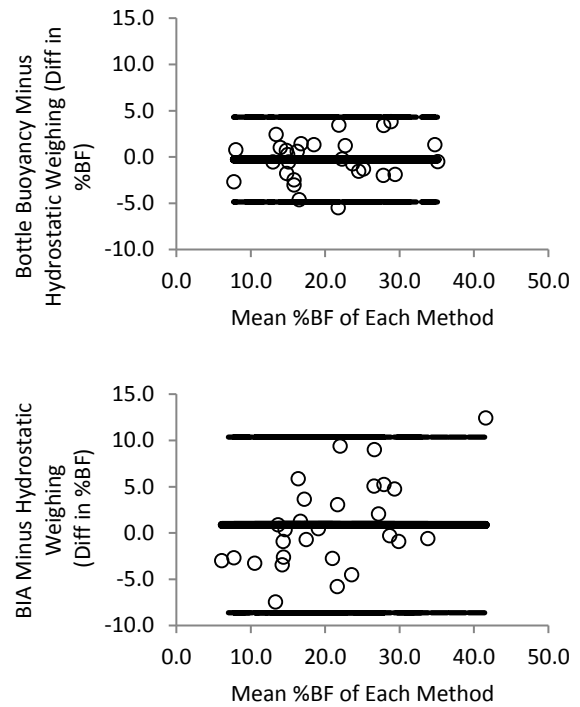 Bottle Buoyancy Minus
Hydrostatic Weighing (Diff in
%BF)
15.0
10.0
5.0
0.0
-5.0
-10.0
0.0 10.0 20.0 30.0 40.0 50.0
Mean %BF of Each Method
BIA Minus Hydrostatic
Weighing
(Diff in %BF)
15.0
10.0
5.0
0.0
-5.0
-10.0
0.0 10.0 20.0 30.0 40.0 50.0
Mean %BF of Each Method